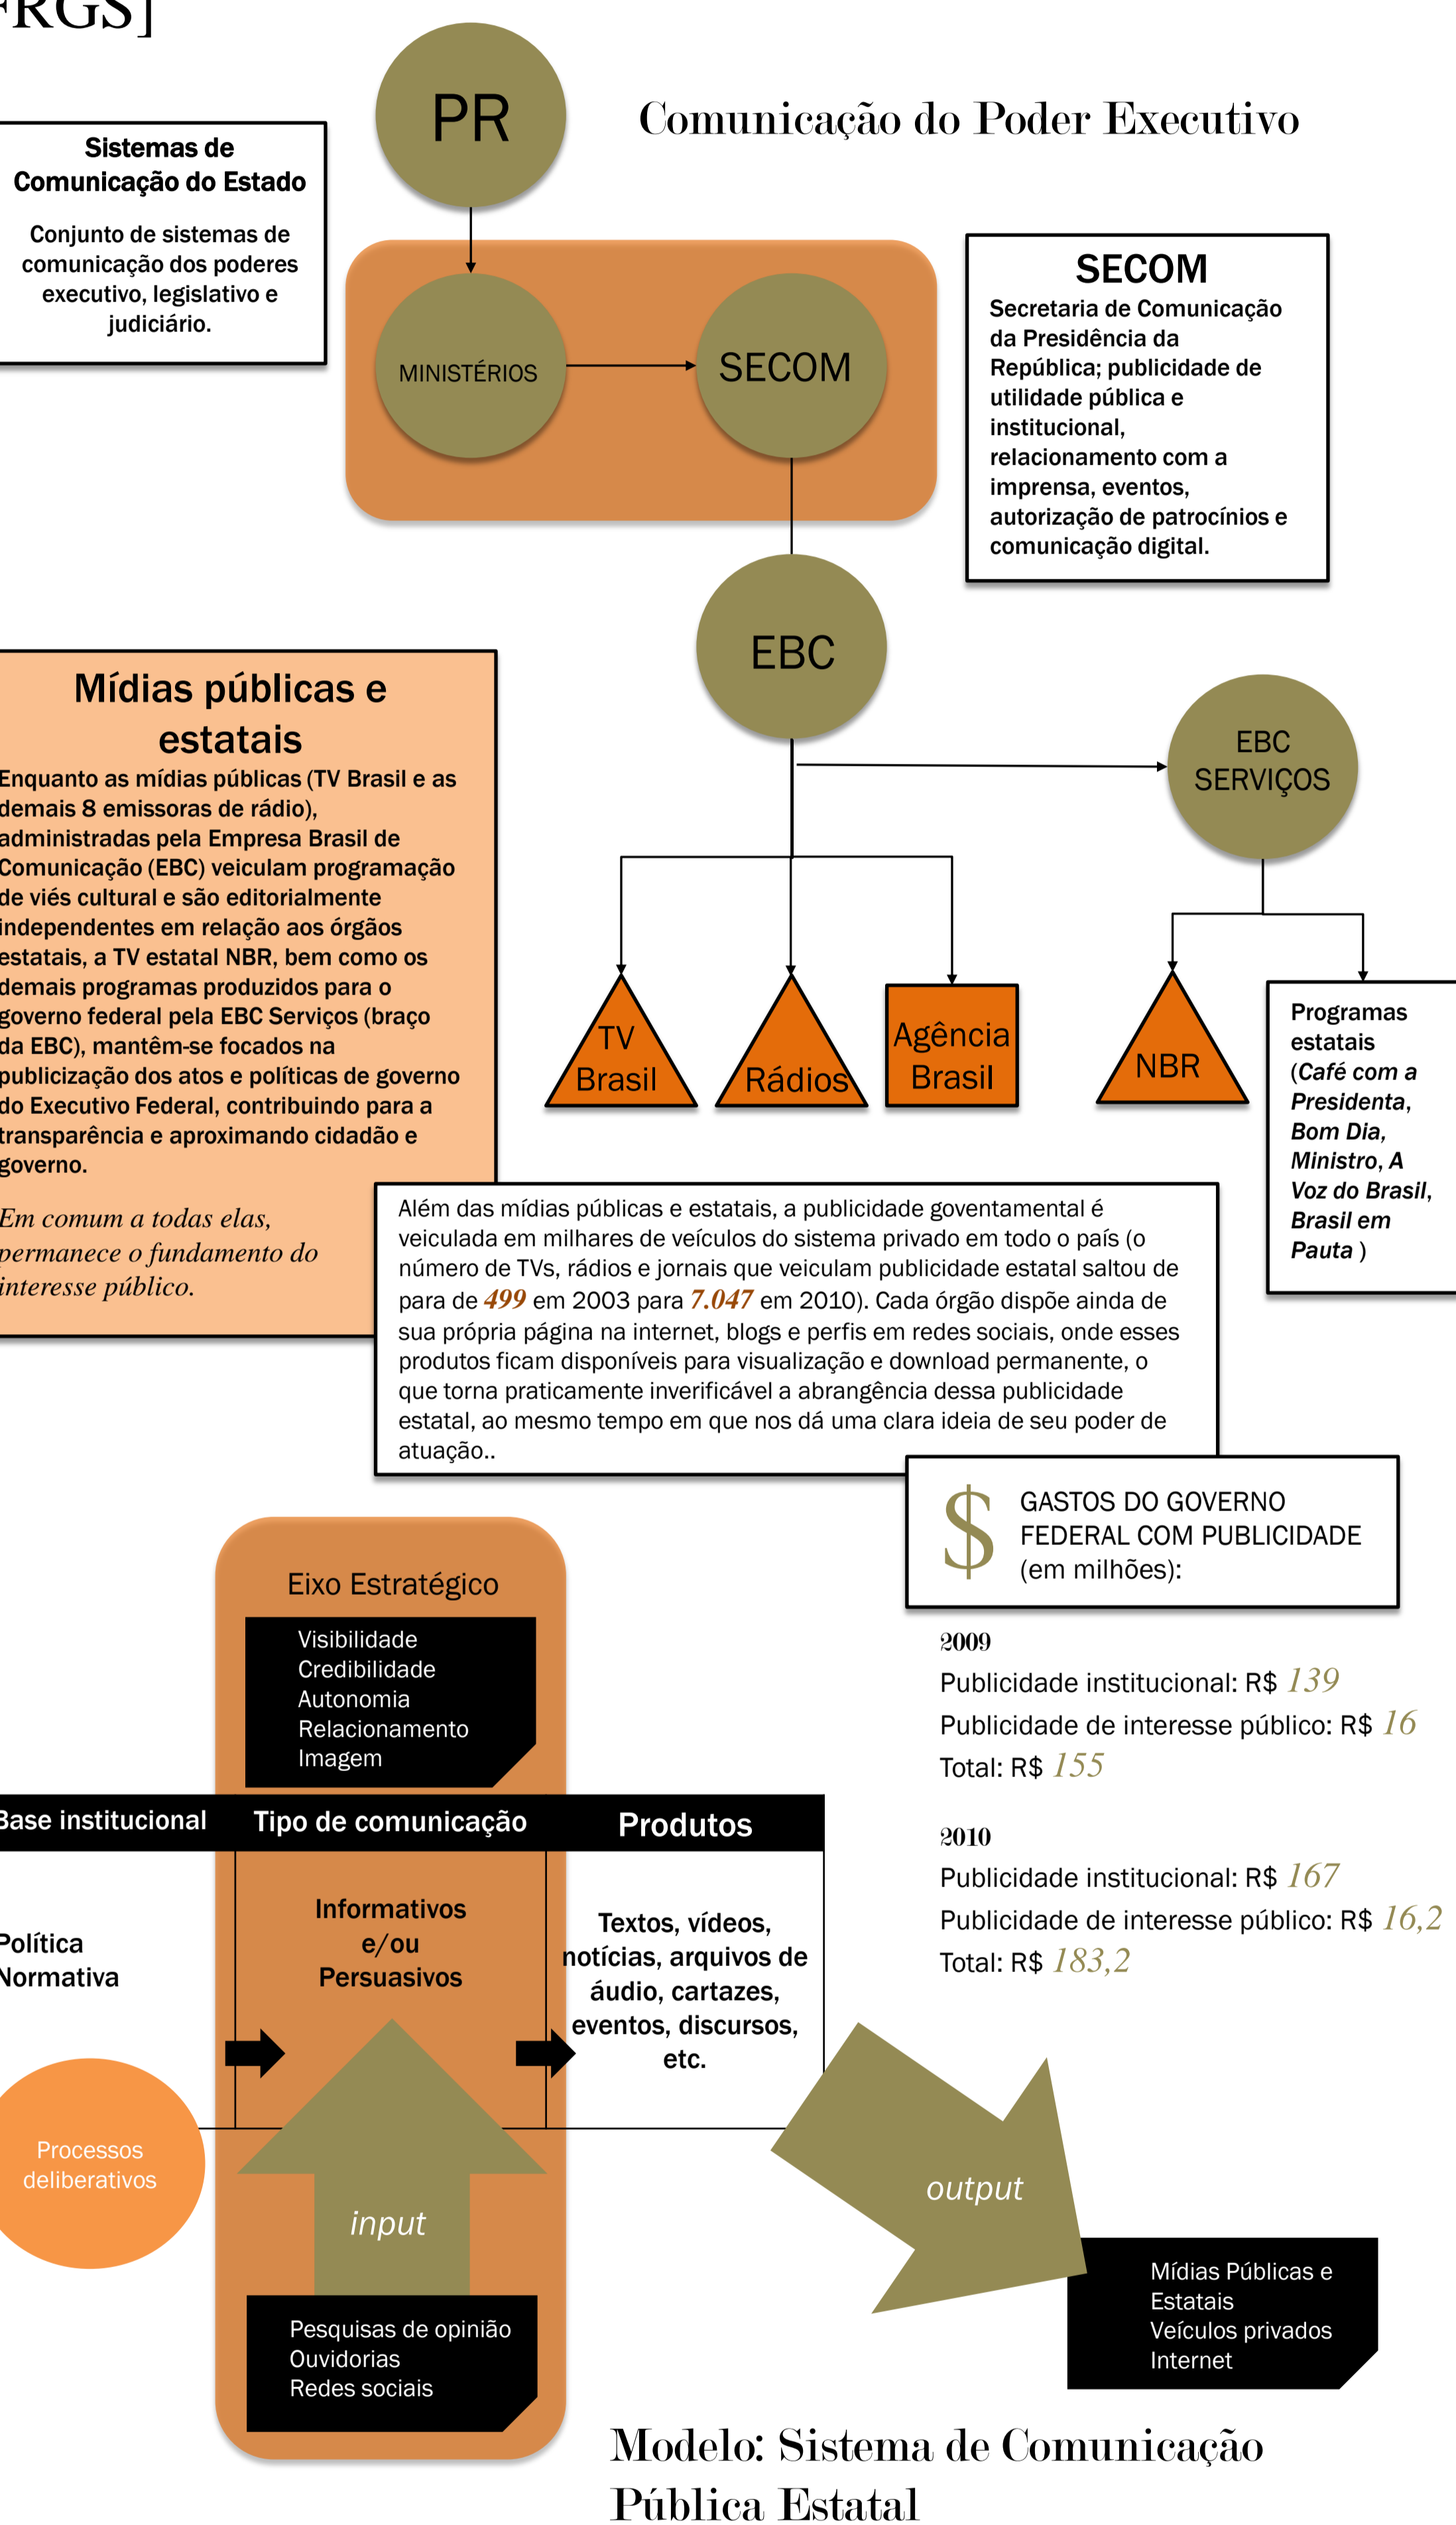 FRGS]
PR
Comunicação do Poder Executivo
Sistemas de
Comunicação do Estado
Conjunto de sistemas de
comunicação dos poderes
executivo, legislativo e
judiciário.
MINISTÉRIOS
SECOM
SECOM
Secretaria de Comunicação
da Presidência da
República; publicidade de
utilidade pública e
institucional,
relacionamento com a
imprensa, eventos,
autorização de patrocínios e
comunicação digital.
EBC
EBC
SERVIÇOS
Mídias públicas e
estatais
Enquanto as mídias públicas (TV Brasil e as
demais 8 emissoras de rádio),
administradas pela Empresa Brasil de
Comunicação (EBC) veiculam programação
de viés cultural e são editorialmente
independentes em relação aos órgãos
estatais, a TV estatal NBR, bem como os
demais programas produzidos para o
governo federal pela EBC Serviços (braço
da EBC), mantêm-se focados na
publicização dos atos e políticas de governo
do Executivo Federal, contribuindo para a
transparência e aproximando cidadão e
governo.
Em comum a todas elas,
permanece o fundamento do
interesse público.
TV
Brasil
Rádios
Agência
Brasil
NBR
Programas
estatais
(Café com a
Presidenta,
Bom Dia,
Ministro, A
Voz do Brasil,
Brasil em
Pauta )
Além das mídias públicas e estatais, a publicidade goventamental é
veiculada em milhares de veículos do sistema privado em todo o país (o
número de TVs, rádios e jornais que veiculam publicidade estatal saltou de
para de 499 em 2003 para 7.047 em 2010). Cada órgão dispõe ainda de
sua própria página na internet, blogs e perfis em redes sociais, onde esses
produtos ficam disponíveis para visualização e download permanente, o
que torna praticamente inverificável a abrangência dessa publicidade
estatal, ao mesmo tempo em que nos dá uma clara ideia de seu poder de
atuação..
$
GASTOS DO GOVERNO
FEDERAL COM PUBLICIDADE
(em milhões):
2009
Publicidade institucional: R$ 139
Publicidade de interesse público: R$ 16
Total: R$ 155
2010
Publicidade institucional: R$ 167
Publicidade de interesse público: R$ 16,2
Total: R$ 183,2
Eixo Estratégico
Visibilidade
Credibilidade
Autonomia
Relacionamento
Imagem
Base institucional
Tipo de comunicação
Produtos
Política
Normativa
Informativos
e/ou
Persuasivos
Textos, vídeos,
notícias, arquivos de
áudio, cartazes,
eventos, discursos,
etc.
Processos
deliberativos
input
output
Pesquisas de opinião
Ouvidorias
Redes sociais
Mídias Públicas e
Estatais
Veículos privados
Internet
Modelo: Sistema de Comunicação
Pública Estatal